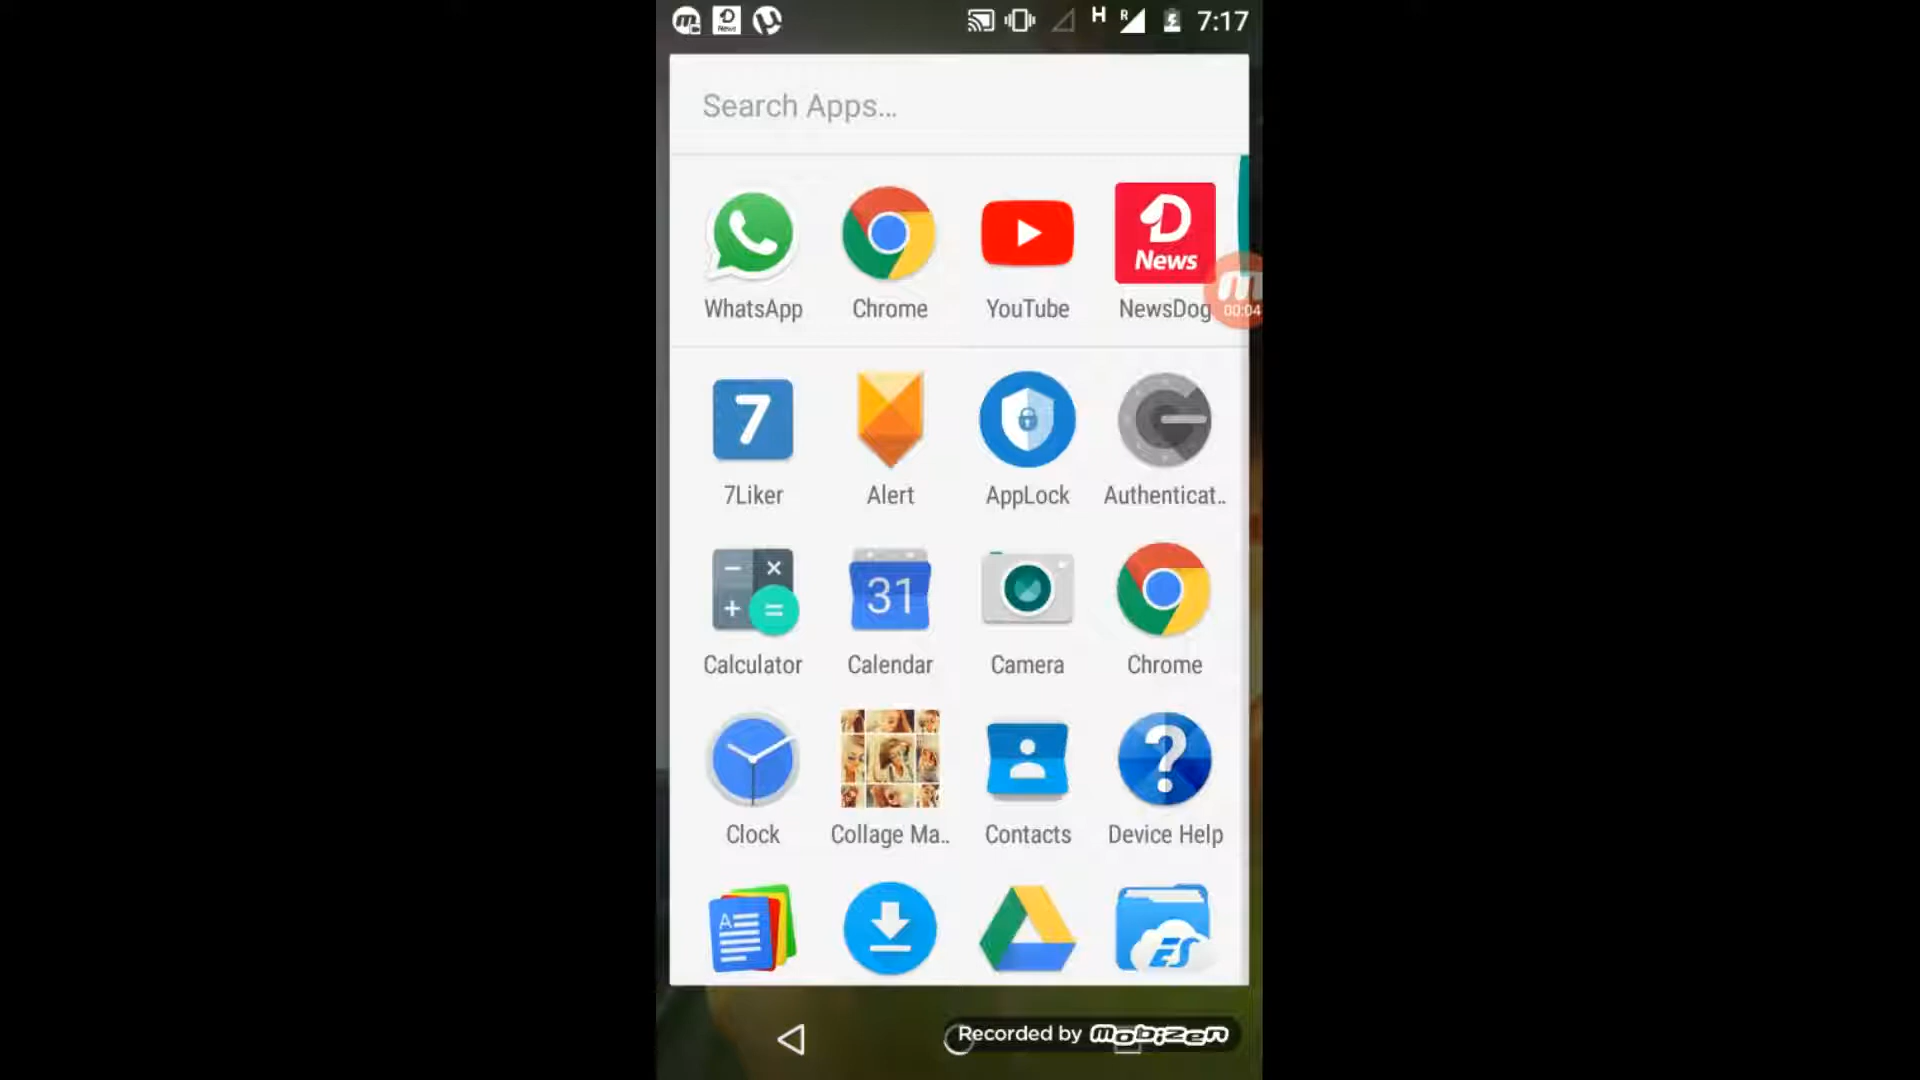 D
News
H
R
7:17
Search Apps...
D
News
m
00:04
WhatsApp
Chrome
YouTube
NewsDog
7
7Liker
Alert
AppLock
Authenticat..
31
Calculator
Calendar
Camera
Chrome
?
Clock
Collage Ma..
Contacts
Device Help
A
ES
Recorded by mobizen